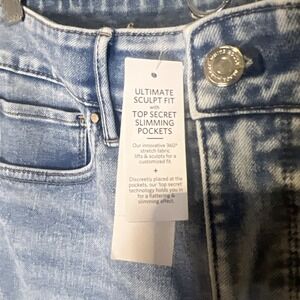 ULTIMATE
SCULPT FIT
with
TOP SECRET
SLIMMING
POCKETS
Our innovative 360°
stretch fabric
lifts & sculpts for a
customized fit.
+
Discreetly placed at the
pockets, our top secret
technology holds you in
for a flattering &
slimming effect.